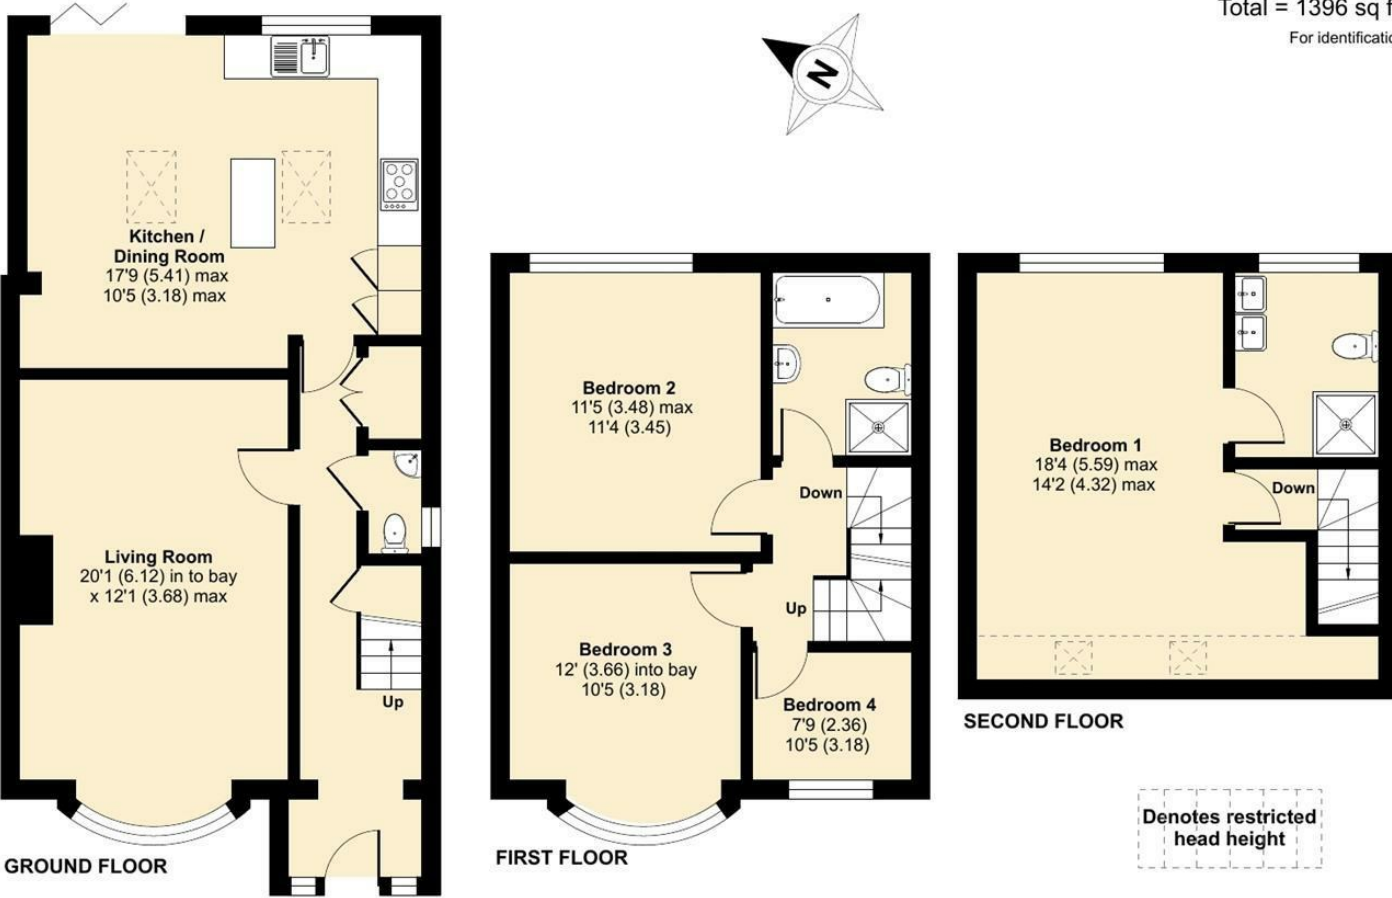 Total = 1396 sq f
For identificatio
N
Kitchen /
Dining Room
17'9 (5.41) max
10'5 (3.18) max
Living Room
20'1 (6.12) in to bay
x 12'1 (3.68) max
Up
GROUND FLOOR
Bedroom 2
11'5 (3.48) max
11'4 (3.45)
Down
Up
Bedroom 3
12' (3.66) into bay
10'5 (3.18)
Bedroom 4
7'9 (2.36)
10'5 (3.18)
FIRST FLOOR
Bedroom 1
18'4 (5.59) max
14'2 (4.32) max
Down
SECOND FLOOR
Denotes restricted
head height